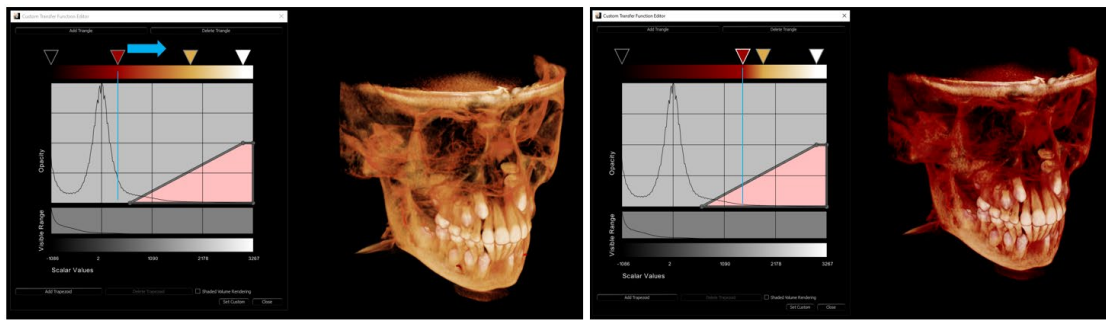 Custom Transfer Function Editor
Add Triangle Delete Triangle
Opacity
Visible Range
-1086 2 1090 2178 3267
Scalar Values
Add Trapezoid Delete Trapezoid Shaded Volume Rendering
Set Custom Close
Custom Transfer Function Editor
Add Triangle Delete Triangle
Opacity
Visible Range
-1086 2 1090 2178 3267
Scalar Values
Add Trapezoid Delete Trapezoid Shaded Volume Rendering
Set Custom Close